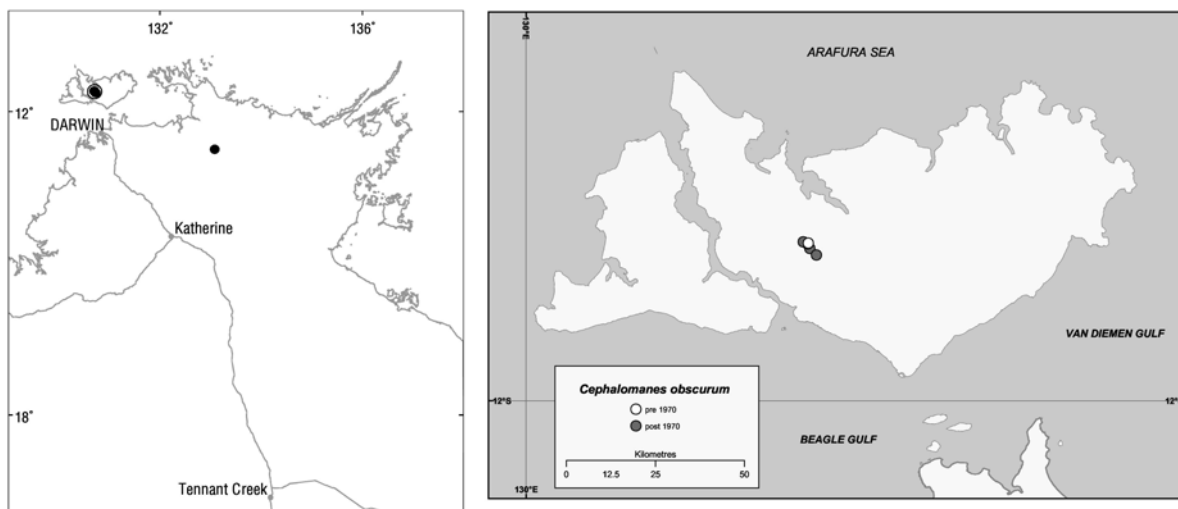 132°
136°
12°
DARWIN
Katherine
18°
Tennant Creek
130°E
ARAFURA SEA
VAN DIEMEN GULF
Cephalomanes obscurum
pre 1970
post 1970
Kilometres
0 12.5 25 50
12°S
12°
BEAGLE GULF
130°E